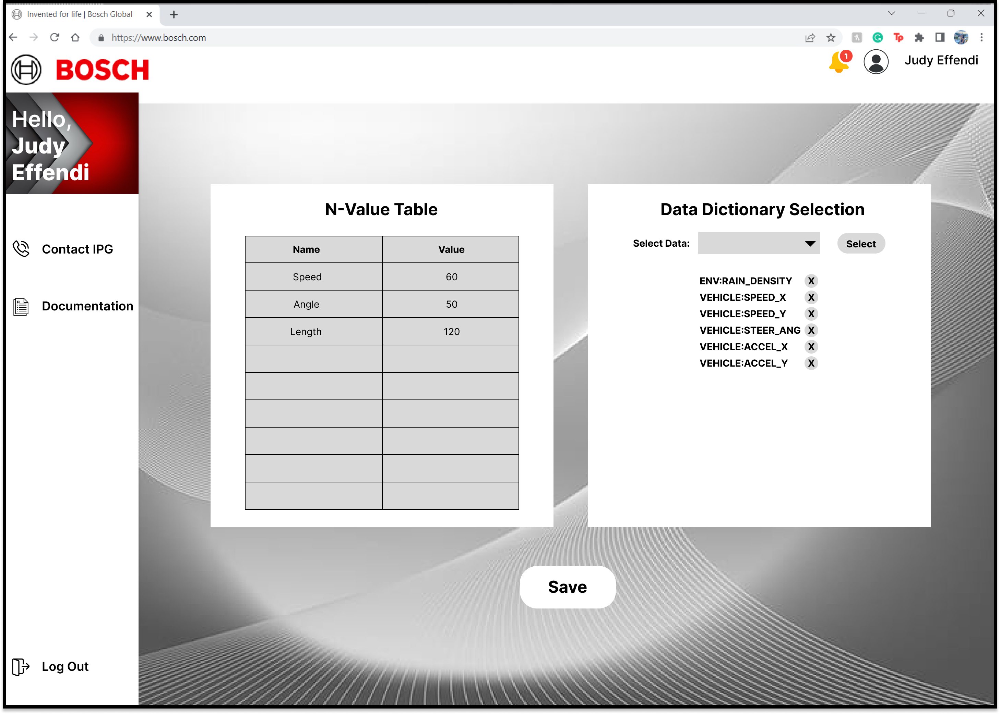 Invented for life | Bosch Global
https://www.bosch.com
Tp
BOSCH
1
Judy Effendi
Hello,
Judy
Effendi
Contact IPG
Documentation
Log Out
N-Value Table
Name Value
Speed 60
Angle 50
Length 120
Data Dictionary Selection
Select Data: Select
ENV:RAIN_DENSITY X
VEHICLE:SPEED_X X
VEHICLE:SPEED_Y X
VEHICLE:STEER_ANG X
VEHICLE:ACCEL_X X
VEHICLE:ACCEL_Y X
Save